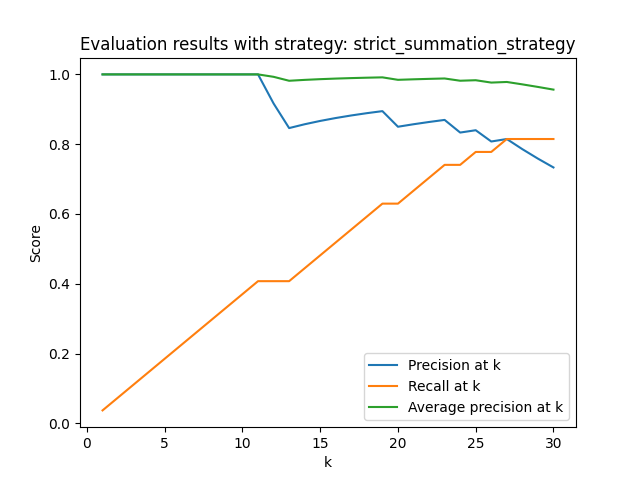 Evaluation results with strategy: strict_summation_strategy
1.0
0.8
0.6
0.4
0.2
0.0
Score
0
5
10
15
20
25
30
k
Precision at k
Recall at k
Average precision at k